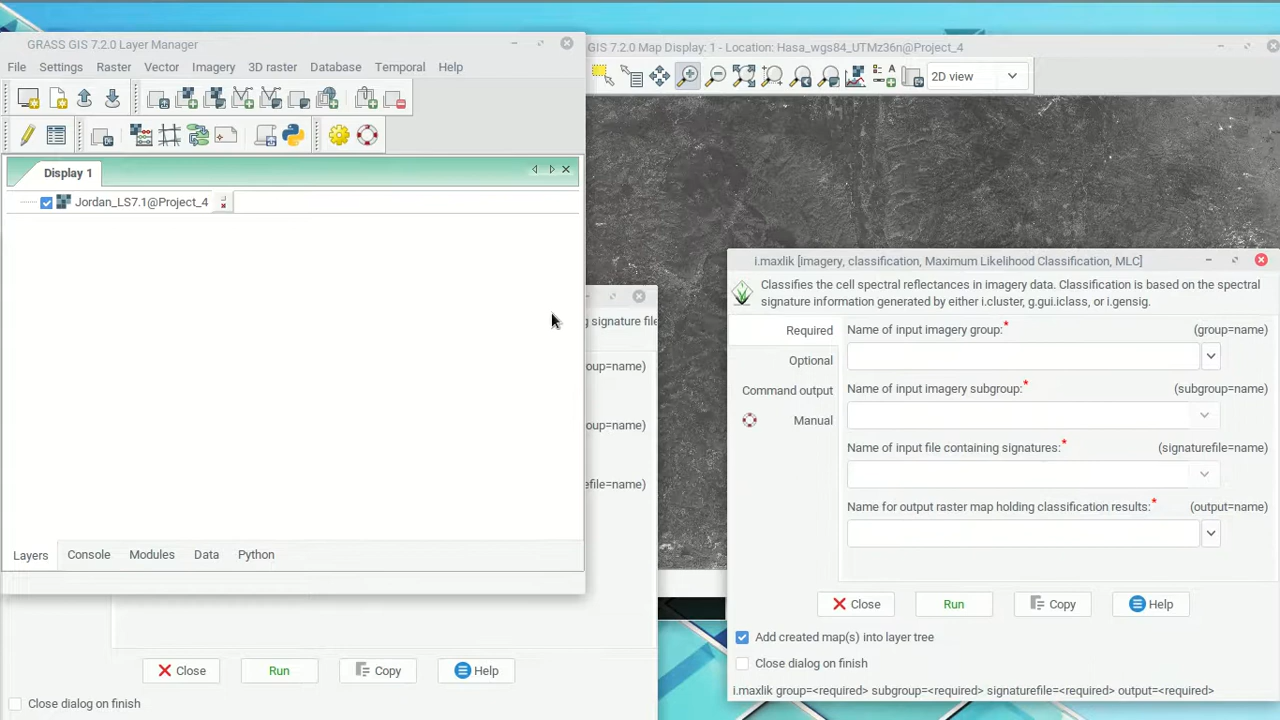 GRASS GIS 7.2.0 Layer Manager
GIS 7.2.0 Map Display: 1 - Location: Hasa_wgs84_UTMz36n@Project_4
File Settings Raster Vector Imagery 3D raster Database Temporal Help
2D view
Display 1
Jordan_LS7.1@Project_4
i.maxlik [imagery, classification, Maximum Likelihood Classification, MLC]
Classifies the cell spectral reflectances in imagery data. Classification is based on the spectral
signature information generated by either i.cluster, g.gui.iclass, or i.gensig.
signature file
Required
Optional
Command output
Manual
Name of input imagery group:* (group=name)
Name of input imagery subgroup:* (subgroup=name)
Name of input file containing signatures:* (signaturefile=name)
Name for output raster map holding classification results:* (output=name)
oup=name)
oup=name)
efile=name)
Layers Console Modules Data Python
Close Run Copy Help
Add created map(s) into layer tree
Close dialog on finish
i.maxlik group=<required> subgroup=<required> signaturefile=<required> output=<required>
Close Run Copy Help
Close dialog on finish